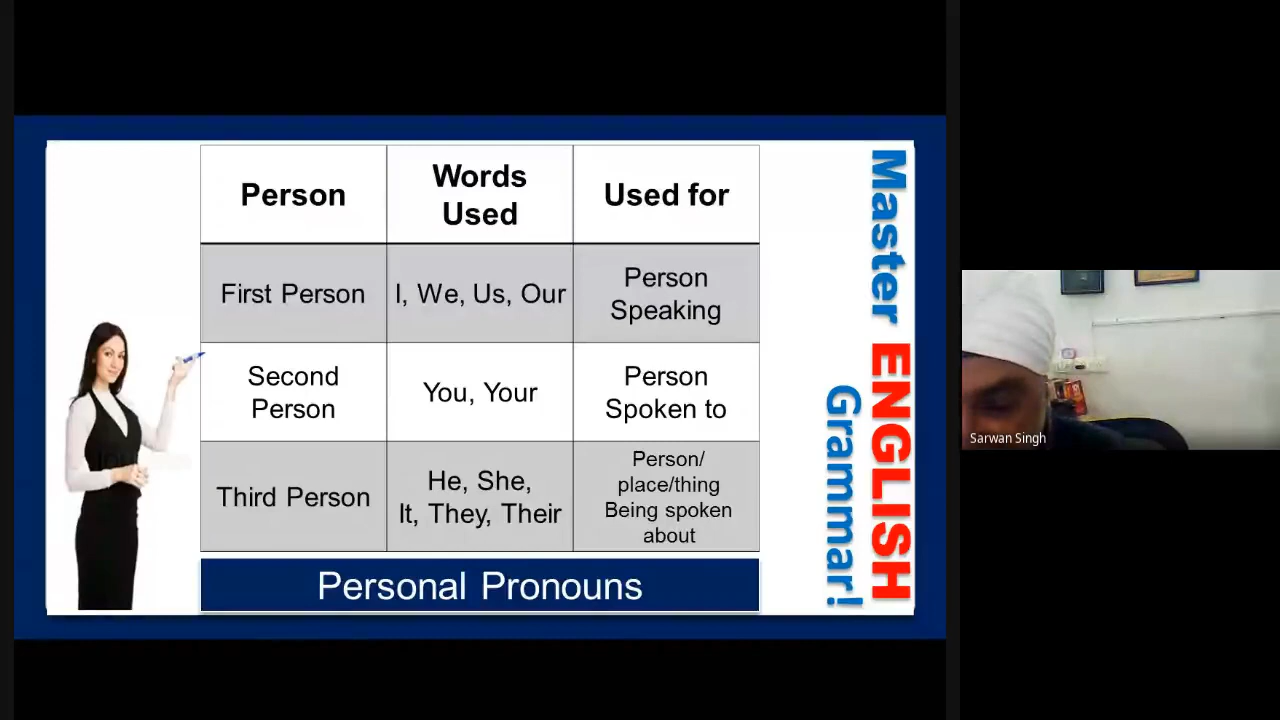 Person
Words
Used
Used for
First Person
I, We, Us, Our
Person
Speaking
Second
Person
You, Your
Person
Spoken to
Third Person
He, She,
It, They, Their
Person/
place/thing
Being spoken
about
Personal Pronouns
Master ENGLISH
Grammar!
Sarwan Singh